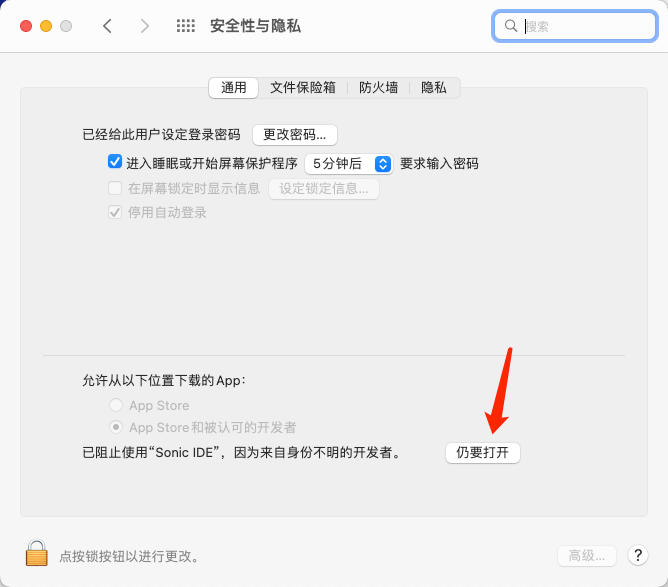 安全性与隐私
搜索
通用 文件保险箱 防火墙 隐私
已经给此用户设定登录密码 更改密码...
进入睡眠或开始屏幕保护程序 5分钟后 要求输入密码
在屏幕锁定时显示信息 设定锁定信息...
停用自动登录
允许从以下位置下载的App：
App Store
App Store和被认可的开发者
已阻止使用“Sonic IDE”，因为来自身份不明的开发者。 仍要打开
点按锁按钮以进行更改。 高级... ?